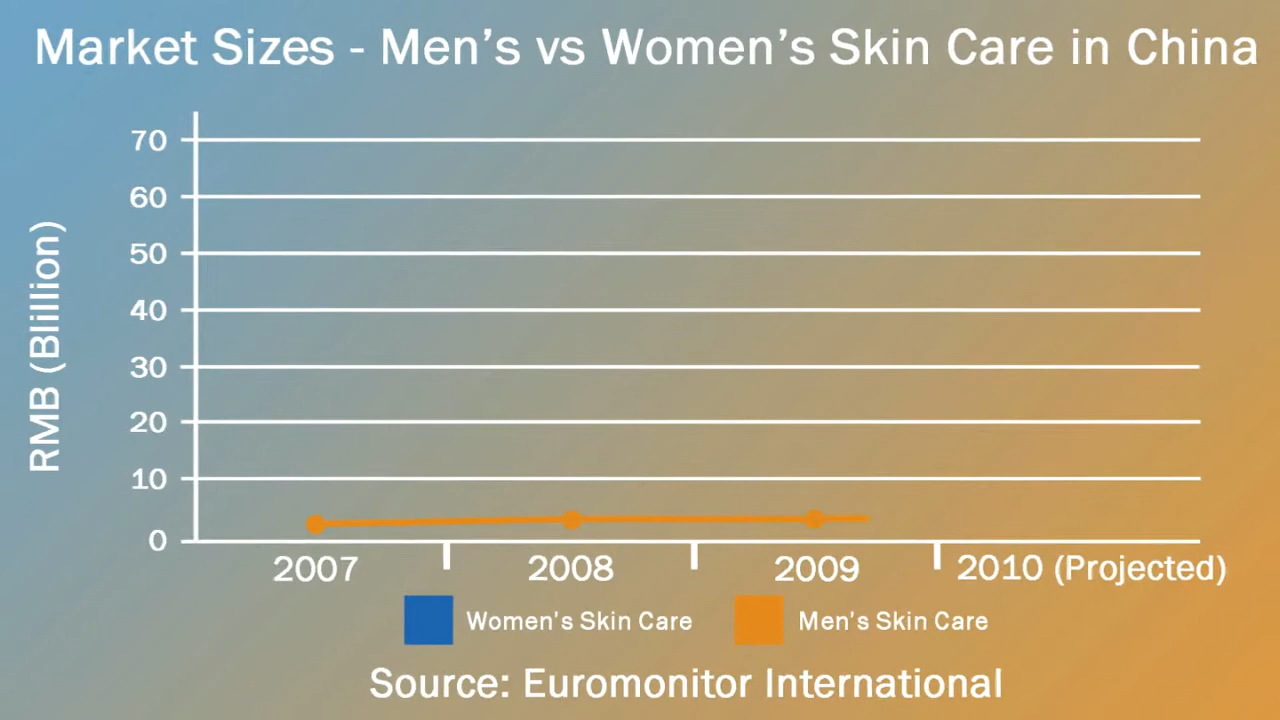 Market Sizes - Men's vs Women's Skin Care in China
RMB (Blillion)
70
60
50
40
30
20
10
0
2007
2008
2009
2010 (Projected)
Women's Skin Care
Men's Skin Care
Source: Euromonitor International